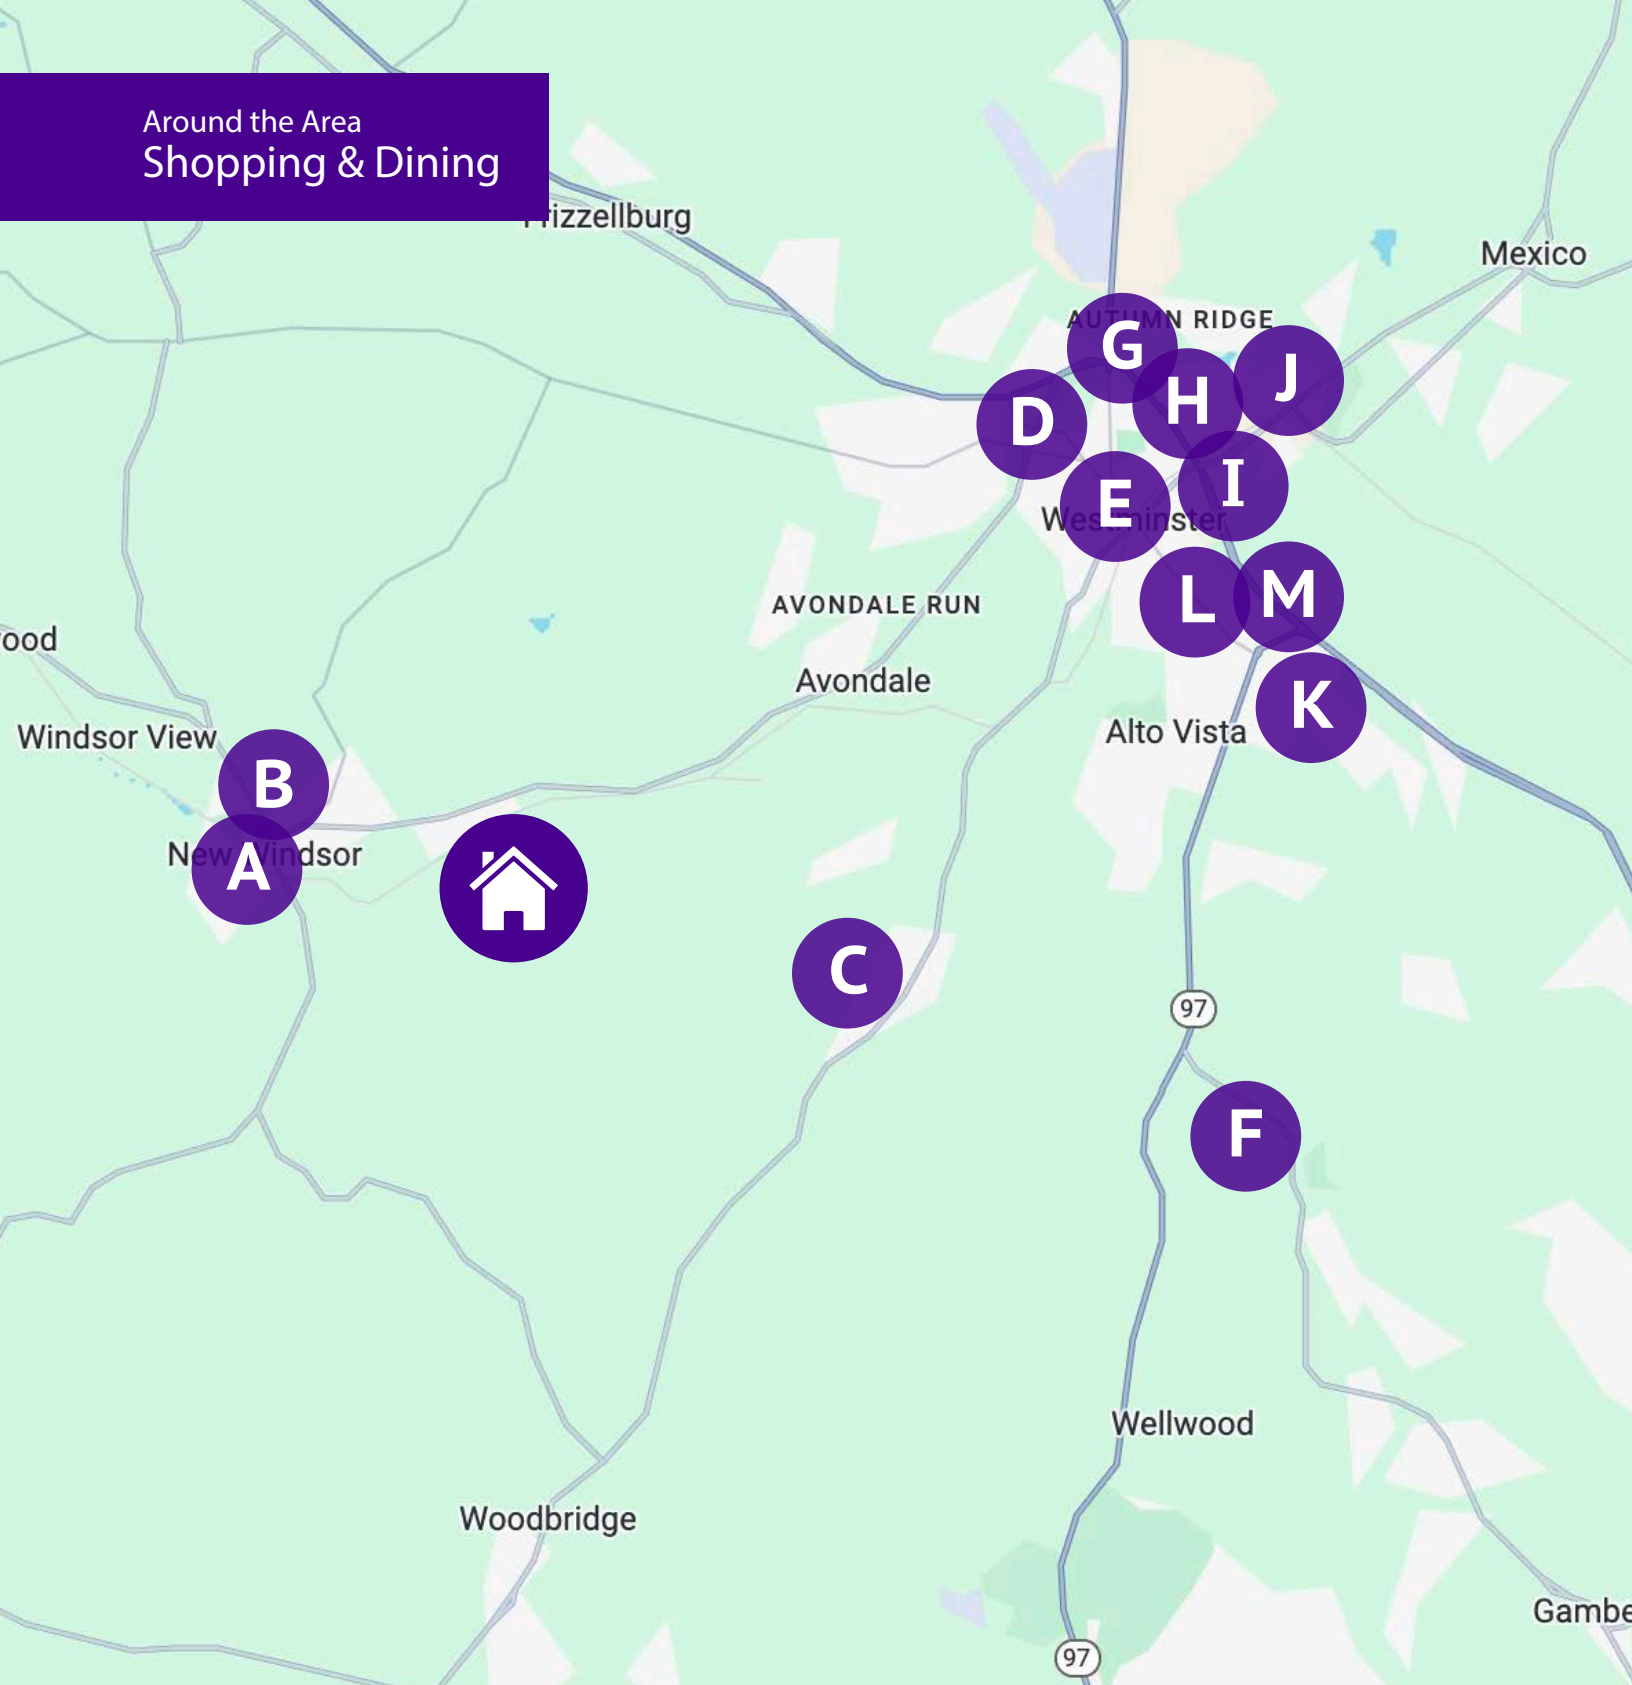 Around the Area
Shopping & Dining
Frizzellburg
Mexico
AUTUMN RIDGE
G
J
H
D
I
E
Westminster
L
M
AVONDALE RUN
ood
Avondale
K
Alto Vista
Windsor View
B
New Windsor
A
C
97
F
Wellwood
Woodbridge
Gambe
97